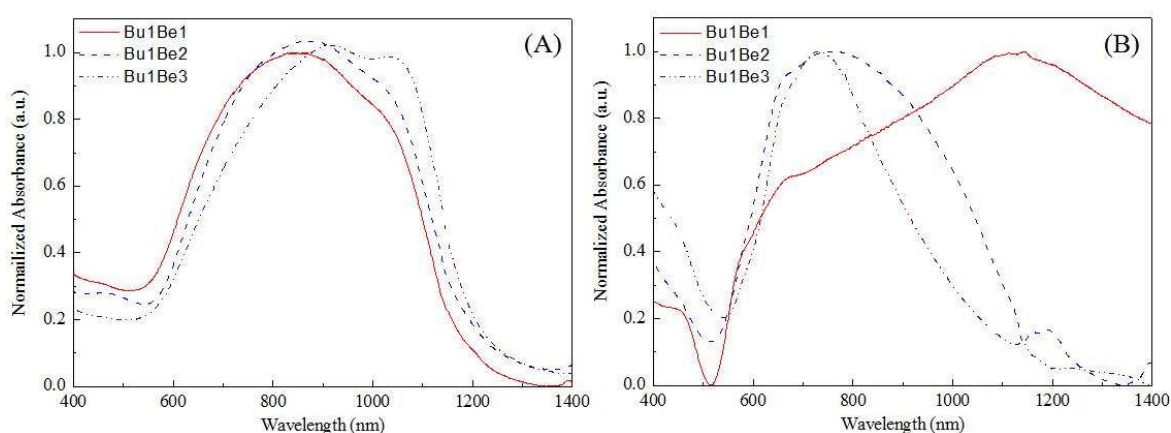 Bu1Be1
Bu1Be2
Bu1Be3
(A)
Normailized Absorbance (a.u.)
1.0
0.8
0.6
0.4
0.2
0.0
400 600 800 1000 1200 1400
Wavelength (nm)
Bu1Be1
Bu1Be2
Bu1Be3
(B)
Normalized Absorbance (a.u.)
1.0
0.8
0.6
0.4
0.2
0.0
400 600 800 1000 1200 1400
Wavelength (nm)